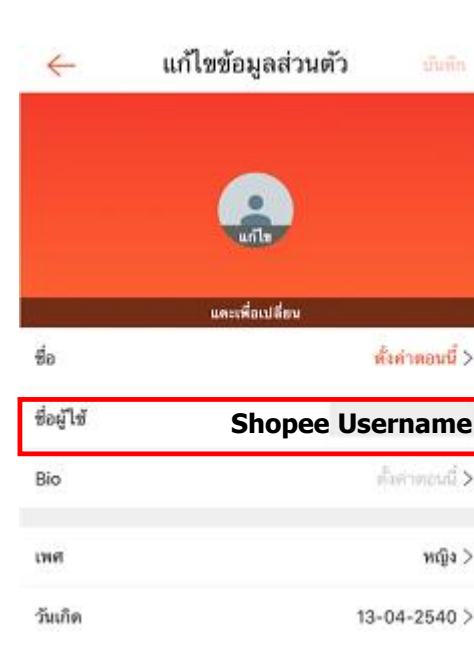 แก้ไขข้อมูลส่วนตัว บันทึก
แก้ไข
แตะเพื่อเปลี่ยน
ชื่อ ตั้งค่าตอนนี้ >
ชื่อผู้ใช้ Shopee Username
Bio ตั้งค่าตอนนี้ >
เพศ หญิง >
วันเกิด 13-04-2540 >